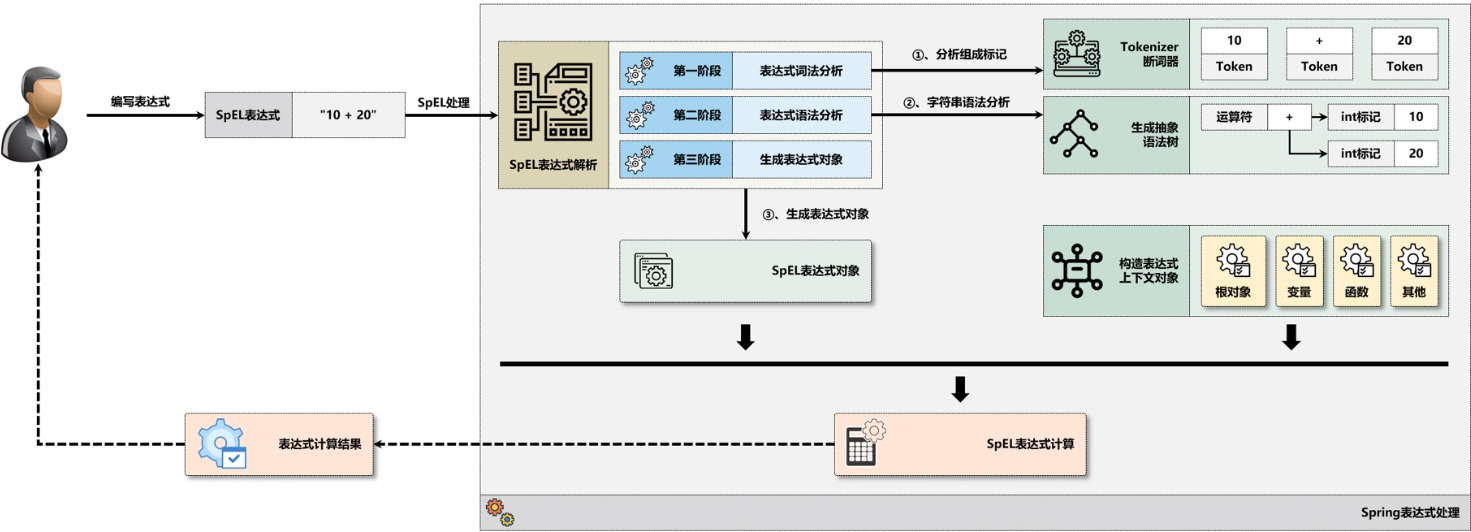 编写表达式
SpEL表达式
"10 + 20"
SpEL处理
SpEL表达式解析
第一阶段
表达式词法分析
第二阶段
表达式语法分析
第三阶段
生成表达式对象
①、分析组成标记
②、字符串语法分析
③、生成表达式对象
Tokenizer
断词器
10
+
20
Token
Token
Token
生成抽象
语法树
运算符
+
int标记
10
int标记
20
SpEL表达式对象
构造表达式
上下文对象
根对象
变量
函数
其他
表达式计算结果
SpEL表达式计算
Spring表达式处理